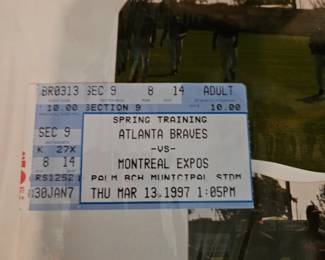 BR0313 SEC 9 8 14 ADULT
10.00 SECTION 9 10.00
SPRING TRAINING
SEC 9 ATLANTA BRAVES
K 27X -VS-
8 14 MONTREAL EXPOS
RS1252 PALM BCH MUNICIPAL STDM
A30JAN7 THU MAR 13 1997 1:05PM